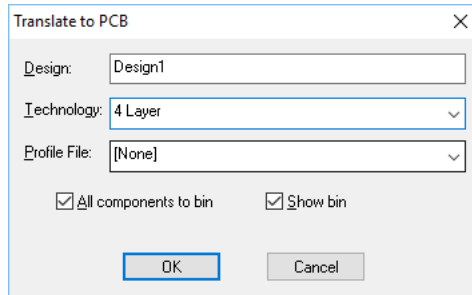 Translate to PCB
Design: Design1
Technology: 4 Layer
Profile File: [None]
All components to bin Show bin
OK Cancel